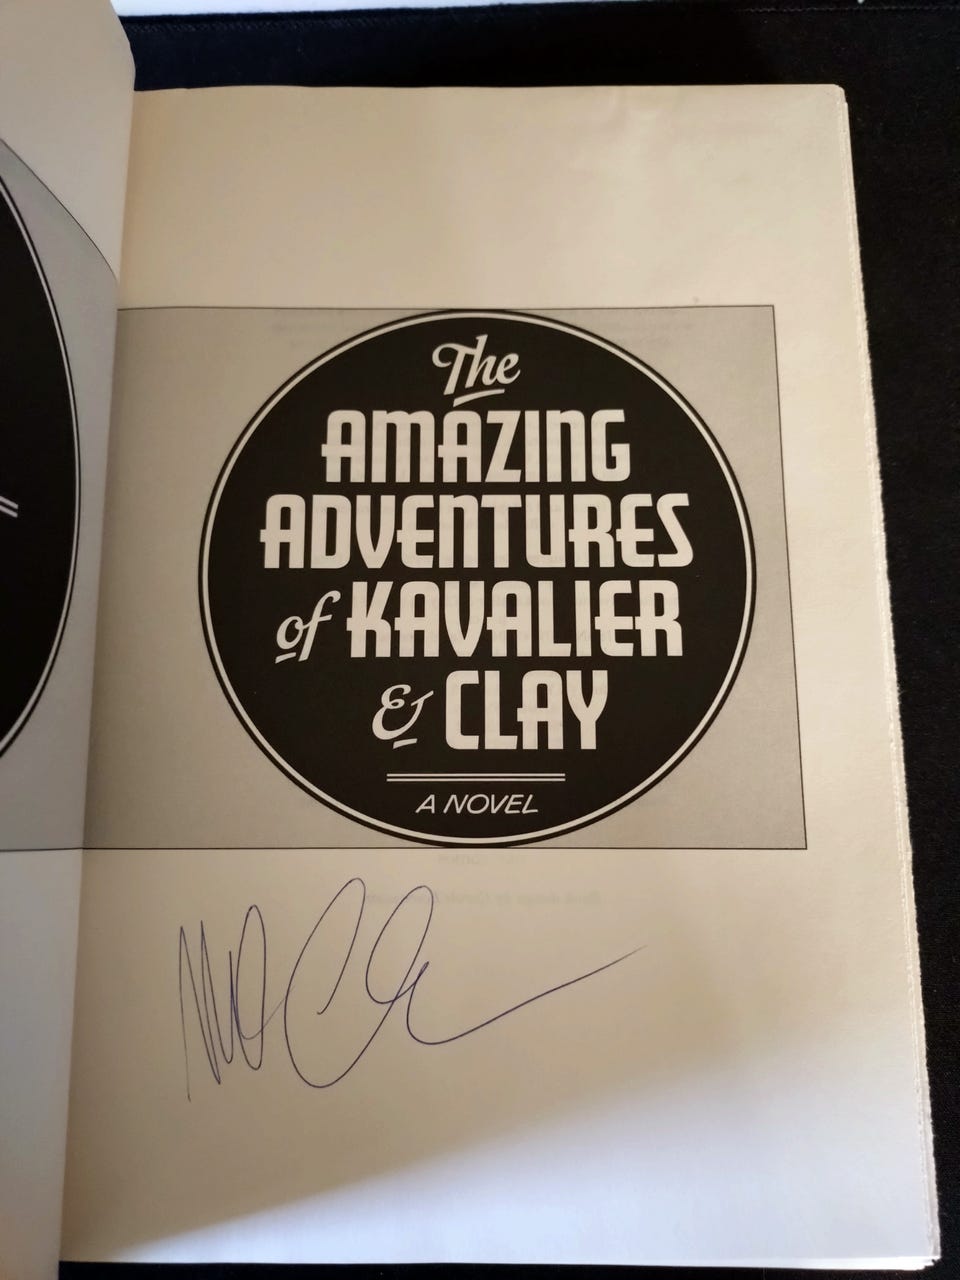 The
AMAZING
ADVENTURES
of KAVALIER
& CLAY
A NOVEL